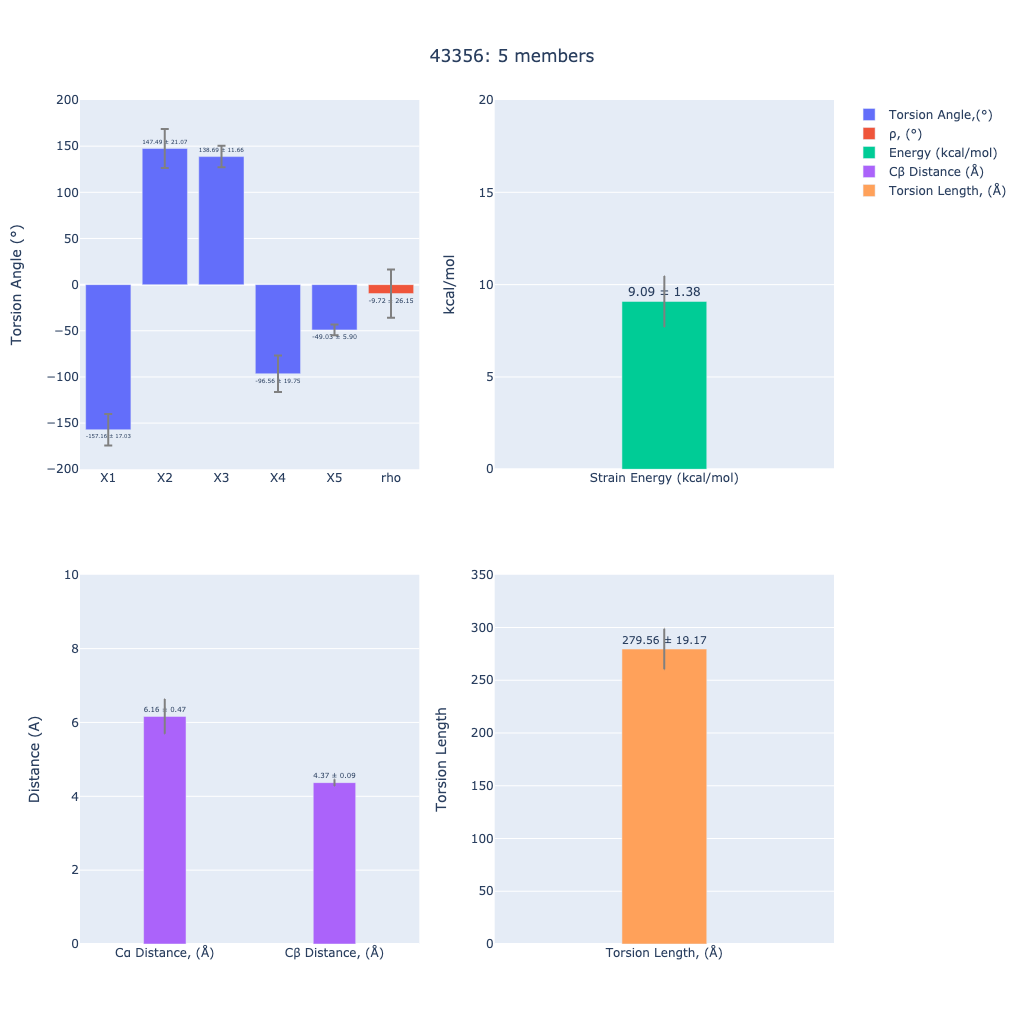 43356: 5 members
200
150
100
50
0
−50
−100
−150
−200
Torsion Angle (°)
147.49 ± 21.07
138.69 ± 11.66
-9.72 ± 26.15
-49.03 ± 5.90
-96.56 ± 19.75
-157.16 ± 17.03
X1 X2 X3 X4 X5 rho
20
15
10
5
0
kcal/mol
9.09 ± 1.38
Strain Energy (kcal/mol)
Torsion Angle,(°)
ρ, (°)
Energy (kcal/mol)
Cβ Distance (Å)
Torsion Length, (Å)
10
8
6
4
2
0
Distance (A)
6.16 ± 0.47
4.37 ± 0.09
Cα Distance, (Å) Cβ Distance, (Å)
350
300
250
200
150
100
50
0
Torsion Length
279.56 ± 19.17
Torsion Length, (Å)